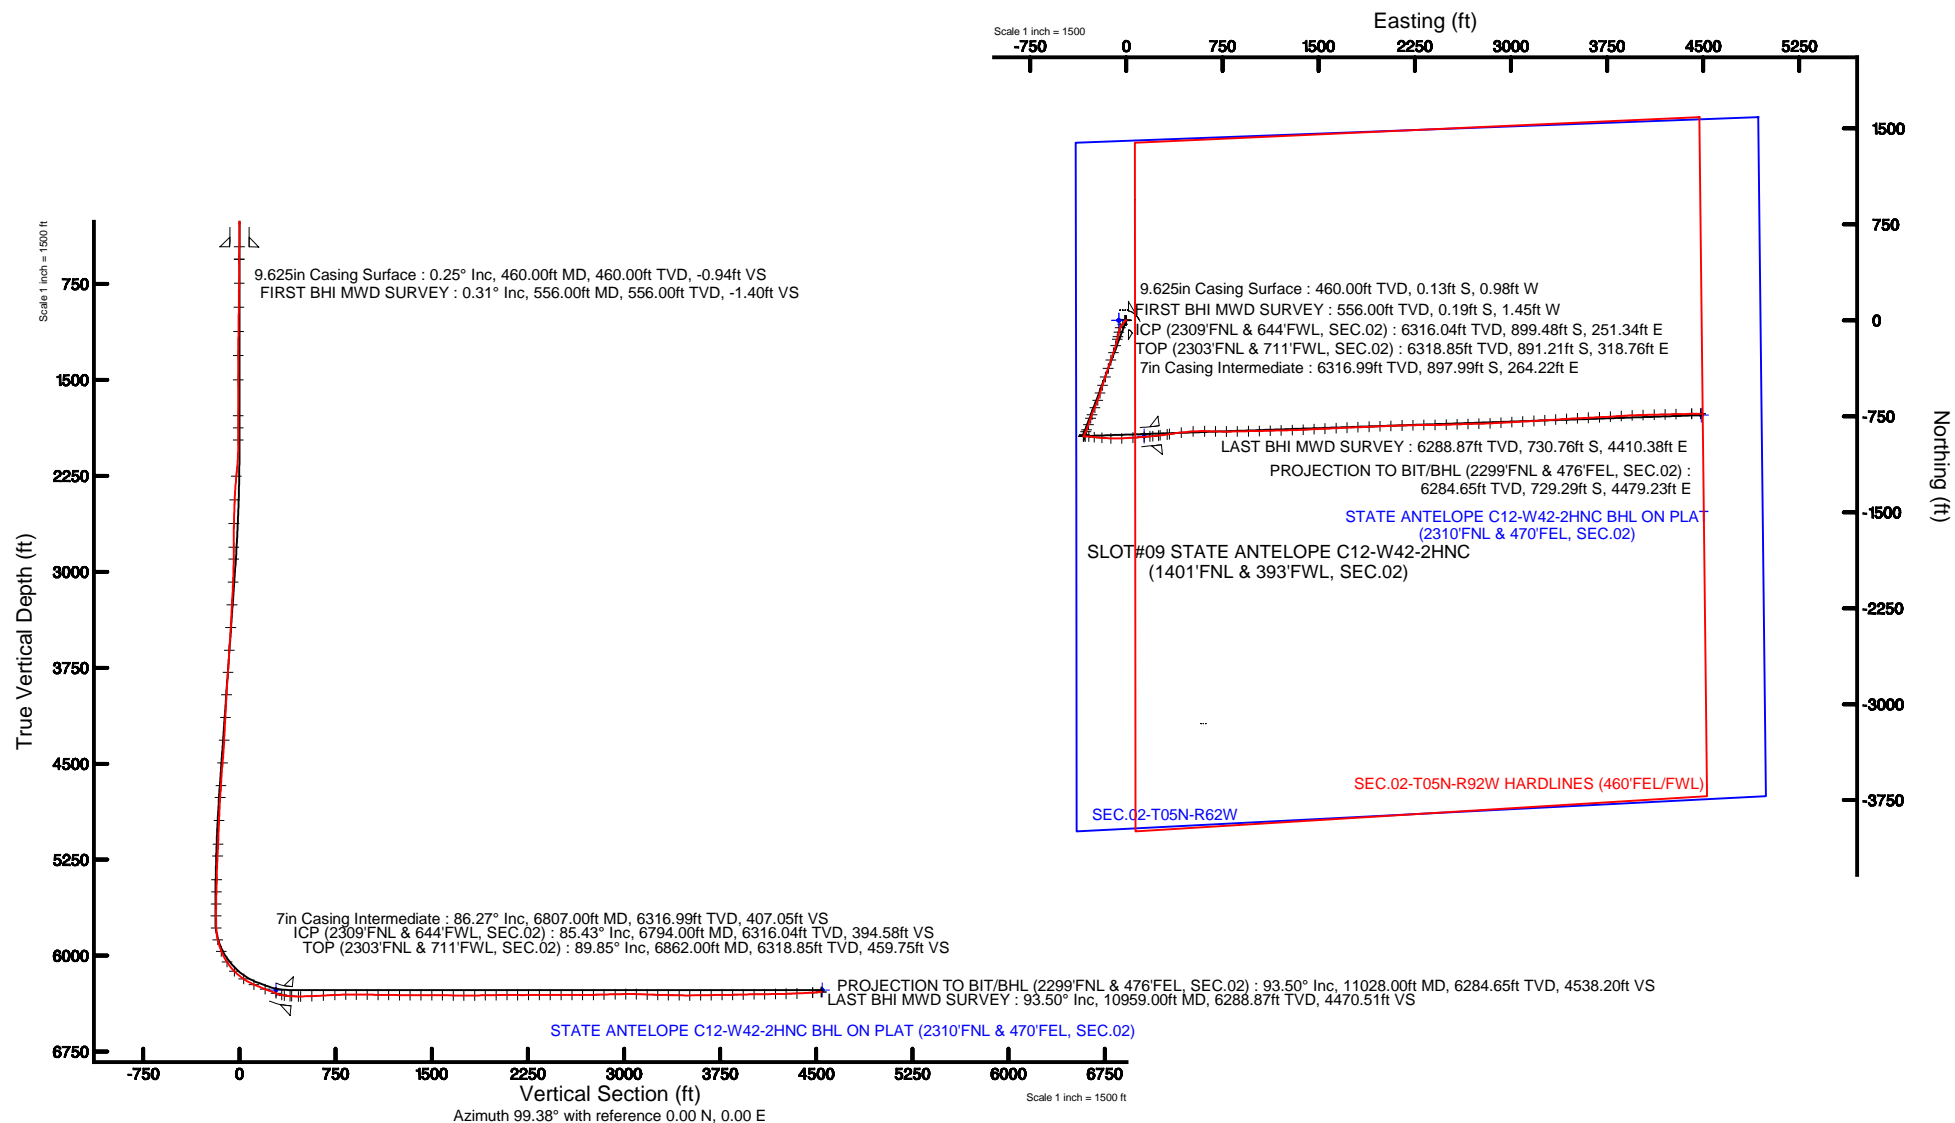 Easting (ft)
Scale 1 inch = 1500
-750
0
750
1500
2250
3000
3750
4500
5250
1500
750
0
-750
-1500
-2250
-3000
-3750
Northing (ft)
9.625in Casing Surface : 460.00ft TVD, 0.13ft S, 0.98ft W
FIRST BHI MWD SURVEY : 556.00ft TVD, 0.19ft S, 1.45ft W
ICP (2309'FNL & 644'FWL, SEC.02) : 6316.04ft TVD, 899.48ft S, 251.34ft E
TOP (2303'FNL & 711'FWL, SEC.02) : 6318.85ft TVD, 891.21ft S, 318.76ft E
7in Casing Intermediate : 6316.99ft TVD, 897.99ft S, 264.22ft E
LAST BHI MWD SURVEY : 6288.87ft TVD, 730.76ft S, 4410.38ft E
PROJECTION TO BIT/BHL (2299'FNL & 476'FEL, SEC.02) :
6284.65ft TVD, 729.29ft S, 4479.23ft E
STATE ANTELOPE C12-W42-2HNC BHL ON PLAT
(2310'FNL & 470'FEL, SEC.02)
SLOT#09 STATE ANTELOPE C12-W42-2HNC
(1401'FNL & 393'FWL, SEC.02)
SEC.02-T05N-R92W HARDLINES (460'FEL/FWL)
SEC.02-T05N-R62W
Scale 1 inch = 1500 ft
True Vertical Depth (ft)
750
1500
2250
3000
3750
4500
5250
6000
6750
9.625in Casing Surface : 0.25° Inc, 460.00ft MD, 460.00ft TVD, -0.94ft VS
FIRST BHI MWD SURVEY : 0.31° Inc, 556.00ft MD, 556.00ft TVD, -1.40ft VS
7in Casing Intermediate : 86.27° Inc, 6807.00ft MD, 6316.99ft TVD, 407.05ft VS
ICP (2309'FNL & 644'FWL, SEC.02) : 85.43° Inc, 6794.00ft MD, 6316.04ft TVD, 394.58ft VS
TOP (2303'FNL & 711'FWL, SEC.02) : 89.85° Inc, 6862.00ft MD, 6318.85ft TVD, 459.75ft VS
PROJECTION TO BIT/BHL (2299'FNL & 476'FEL, SEC.02) : 93.50° Inc, 11028.00ft MD, 6284.65ft TVD, 4538.20ft VS
LAST BHI MWD SURVEY : 93.50° Inc, 10959.00ft MD, 6288.87ft TVD, 4470.51ft VS
STATE ANTELOPE C12-W42-2HNC BHL ON PLAT (2310'FNL & 470'FEL, SEC.02)
-750
0
750
1500
2250
3000
3750
4500
5250
6000
6750
Vertical Section (ft)
Scale 1 inch = 1500 ft
Azimuth 99.38° with reference 0.00 N, 0.00 E